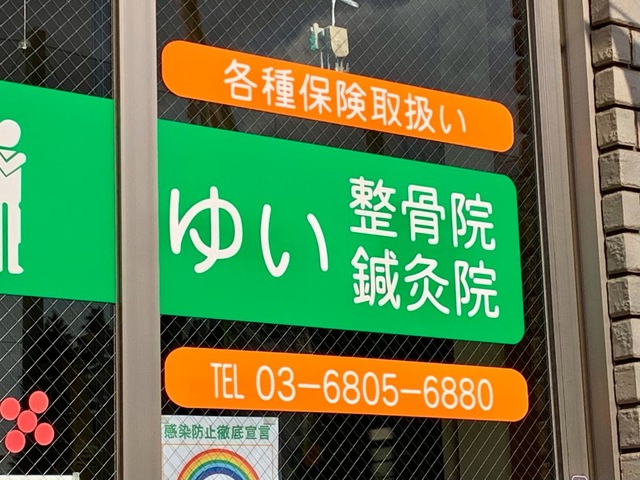 各種保険取扱い
ゆい 整骨院
鍼灸院
TEL 03-6805-6880
感染防止徹底宣言